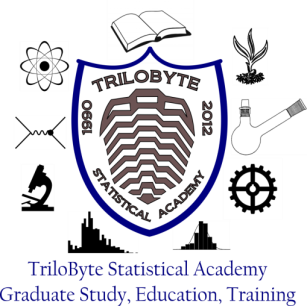 TRILOBYTE
1990
2012
STATISTICAL ACADEMY
TriloByte Statistical Academy
Graduate Study, Education, Training